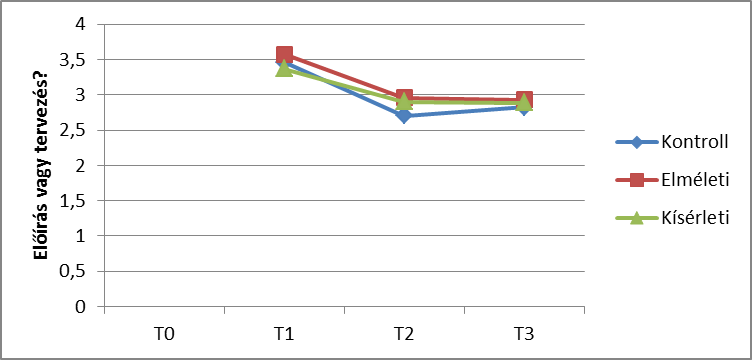 Előírás vagy tervezés?
4
3,5
3
2,5
2
1,5
1
0,5
0
T0 T1 T2 T3
Kontroll
Elméleti
Kísérleti